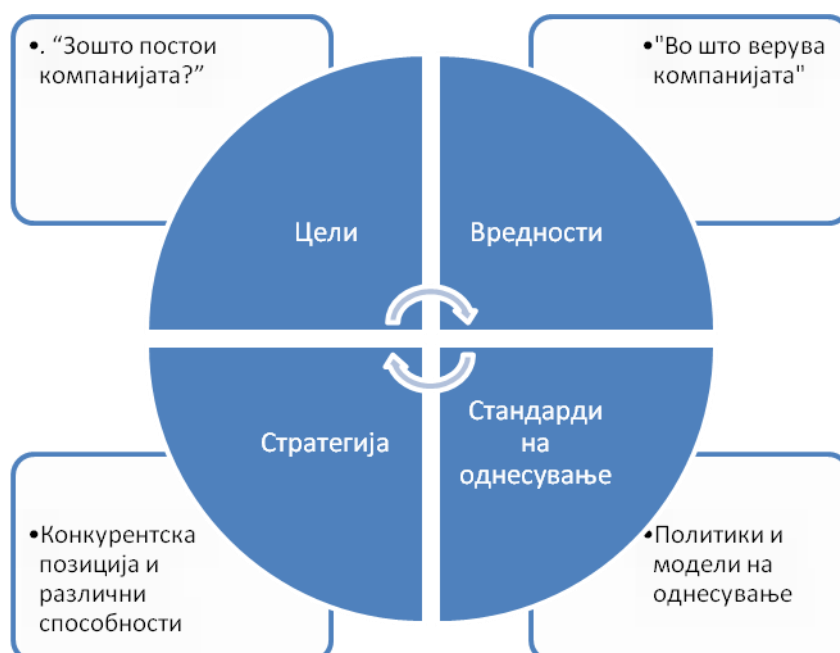 •. “Зошто постои
компанијата?”
•"Во што верува
компанијата"
Цели
Вредности
Стратегија
Стандарди
на
однесување
•Конкурентска
позиција и
различни
способности
•Политики и
модели на
однесување